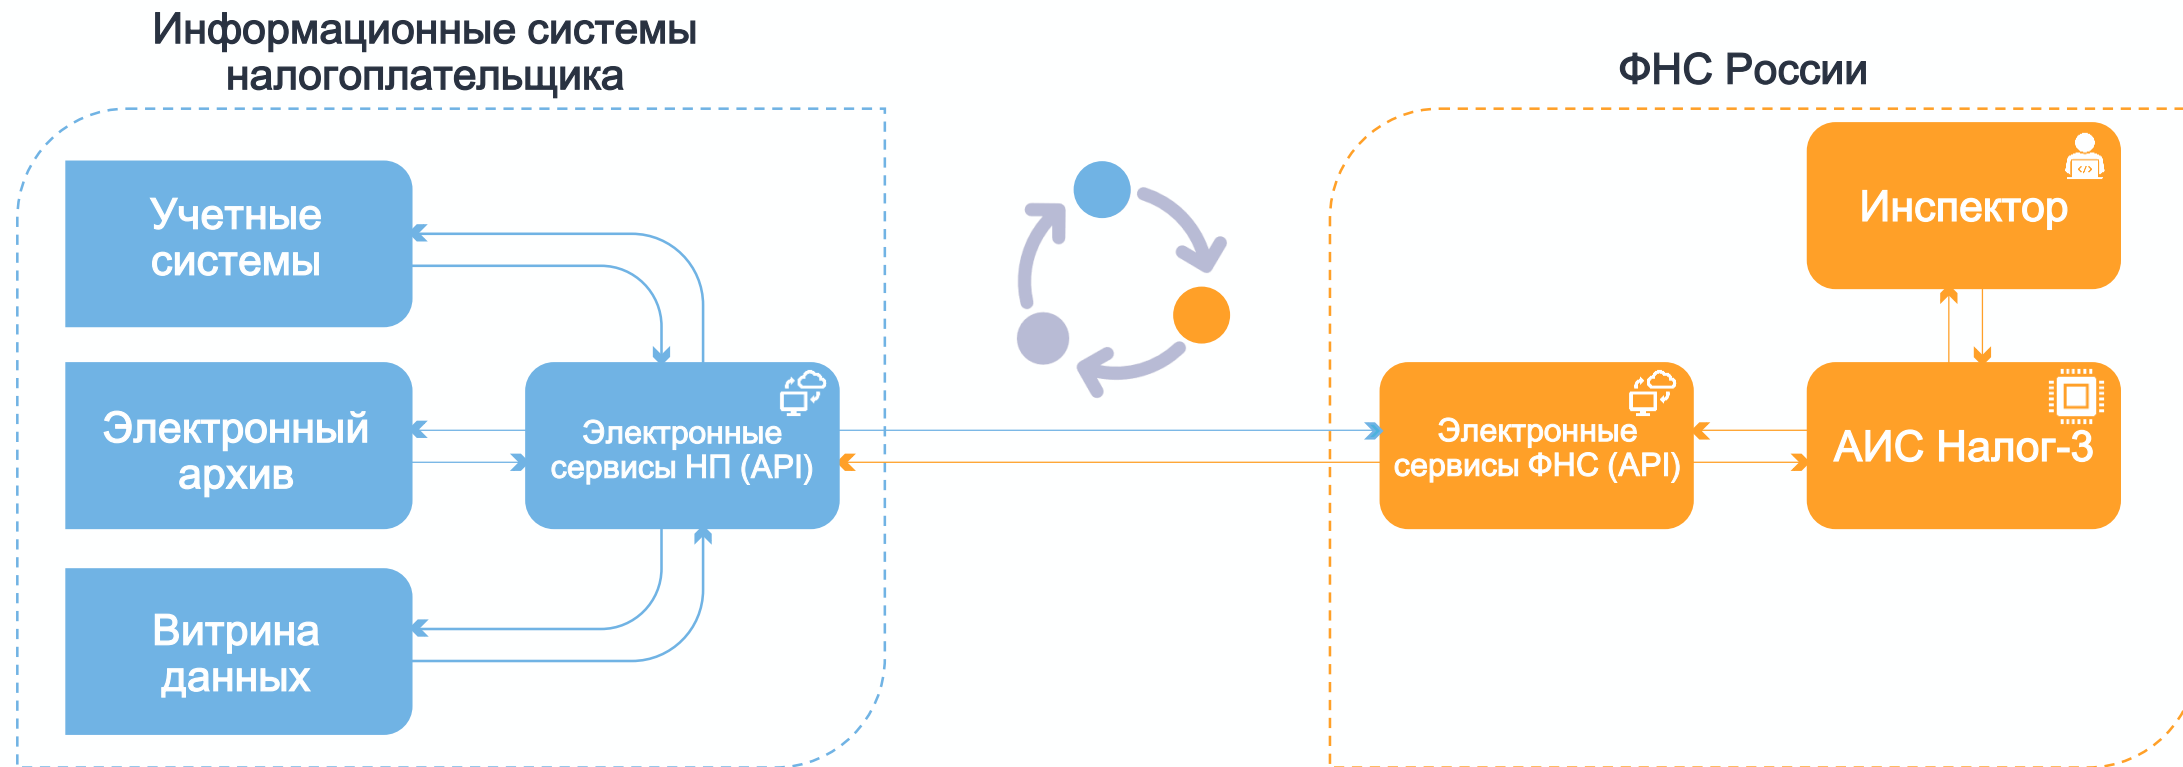 Информационные системы
налогоплательщика
ФНС России
Учетные
системы
Инспектор
Электронный
архив
Электронные
сервисы НП (API)
Электронные
сервисы ФНС (API)
АИС Налог-3
Витрина
данных